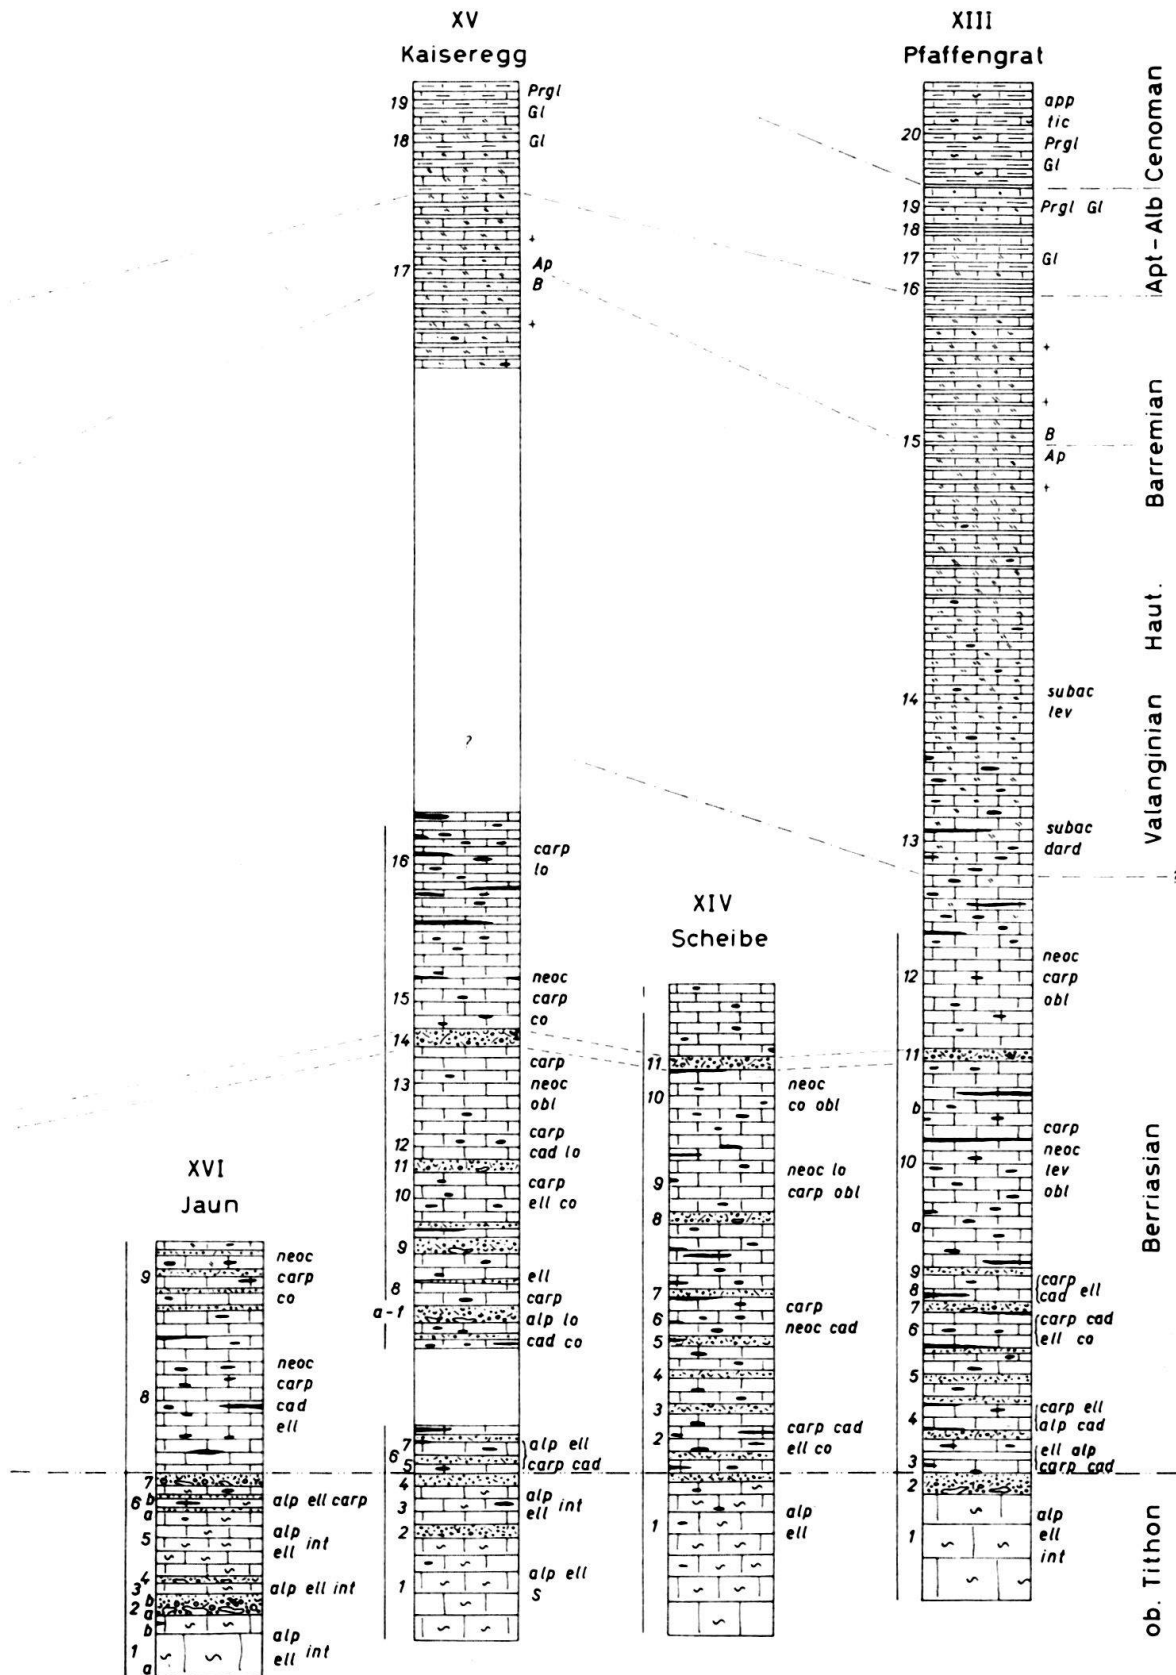 XV
Kaiseregg
19
Prgl
Gl
18
Gl
+
17
Ap
B
+
?
16
carp
lo
15
neoc
carp
co
14
13
carp
neoc
obl
12
carp
cad lo
11
10
carp
ell co
9
ell
8
carp
a-f
alp lo
cad co
7
6
alp ell
5
carp cad
4
3
alp
ell int
2
1
alp ell
S
XIII
Pfaffengrat
20
app
tic
Prgl
Gl
19
Prgl Gl
18
17
Gl
16
+
+
15
B
Ap
+
14
subac
lev
13
subac
dard
12
neoc
carp
obl
11
b
10
carp
neoc
lev
obl
a
9
8
carp
cad ell
7
6
carp cad
ell co
5
4
carp ell
alp cad
3
ell alp
carp cad
2
1
alp
ell
int
XIV
Scheibe
11
10
neoc
co obl
9
neoc lo
carp obl
8
7
6
carp
neoc cad
5
4
3
2
carp cad
ell co
1
alp
ell
XVI
Jaun
9
neoc
carp
co
8
neoc
carp
cad
ell
7
6 b
a
alp ell carp
5
alp
ell int
4
3
alp ell int
2 b
a
b
1
a
alp
ell int
Cenoman
Apt-Alb
Barremian
Haut.
Valanginian
Berriasian
ob. Tithon